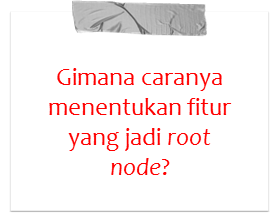 Gimana caranya
menentukan fitur
yang jadi root
node?